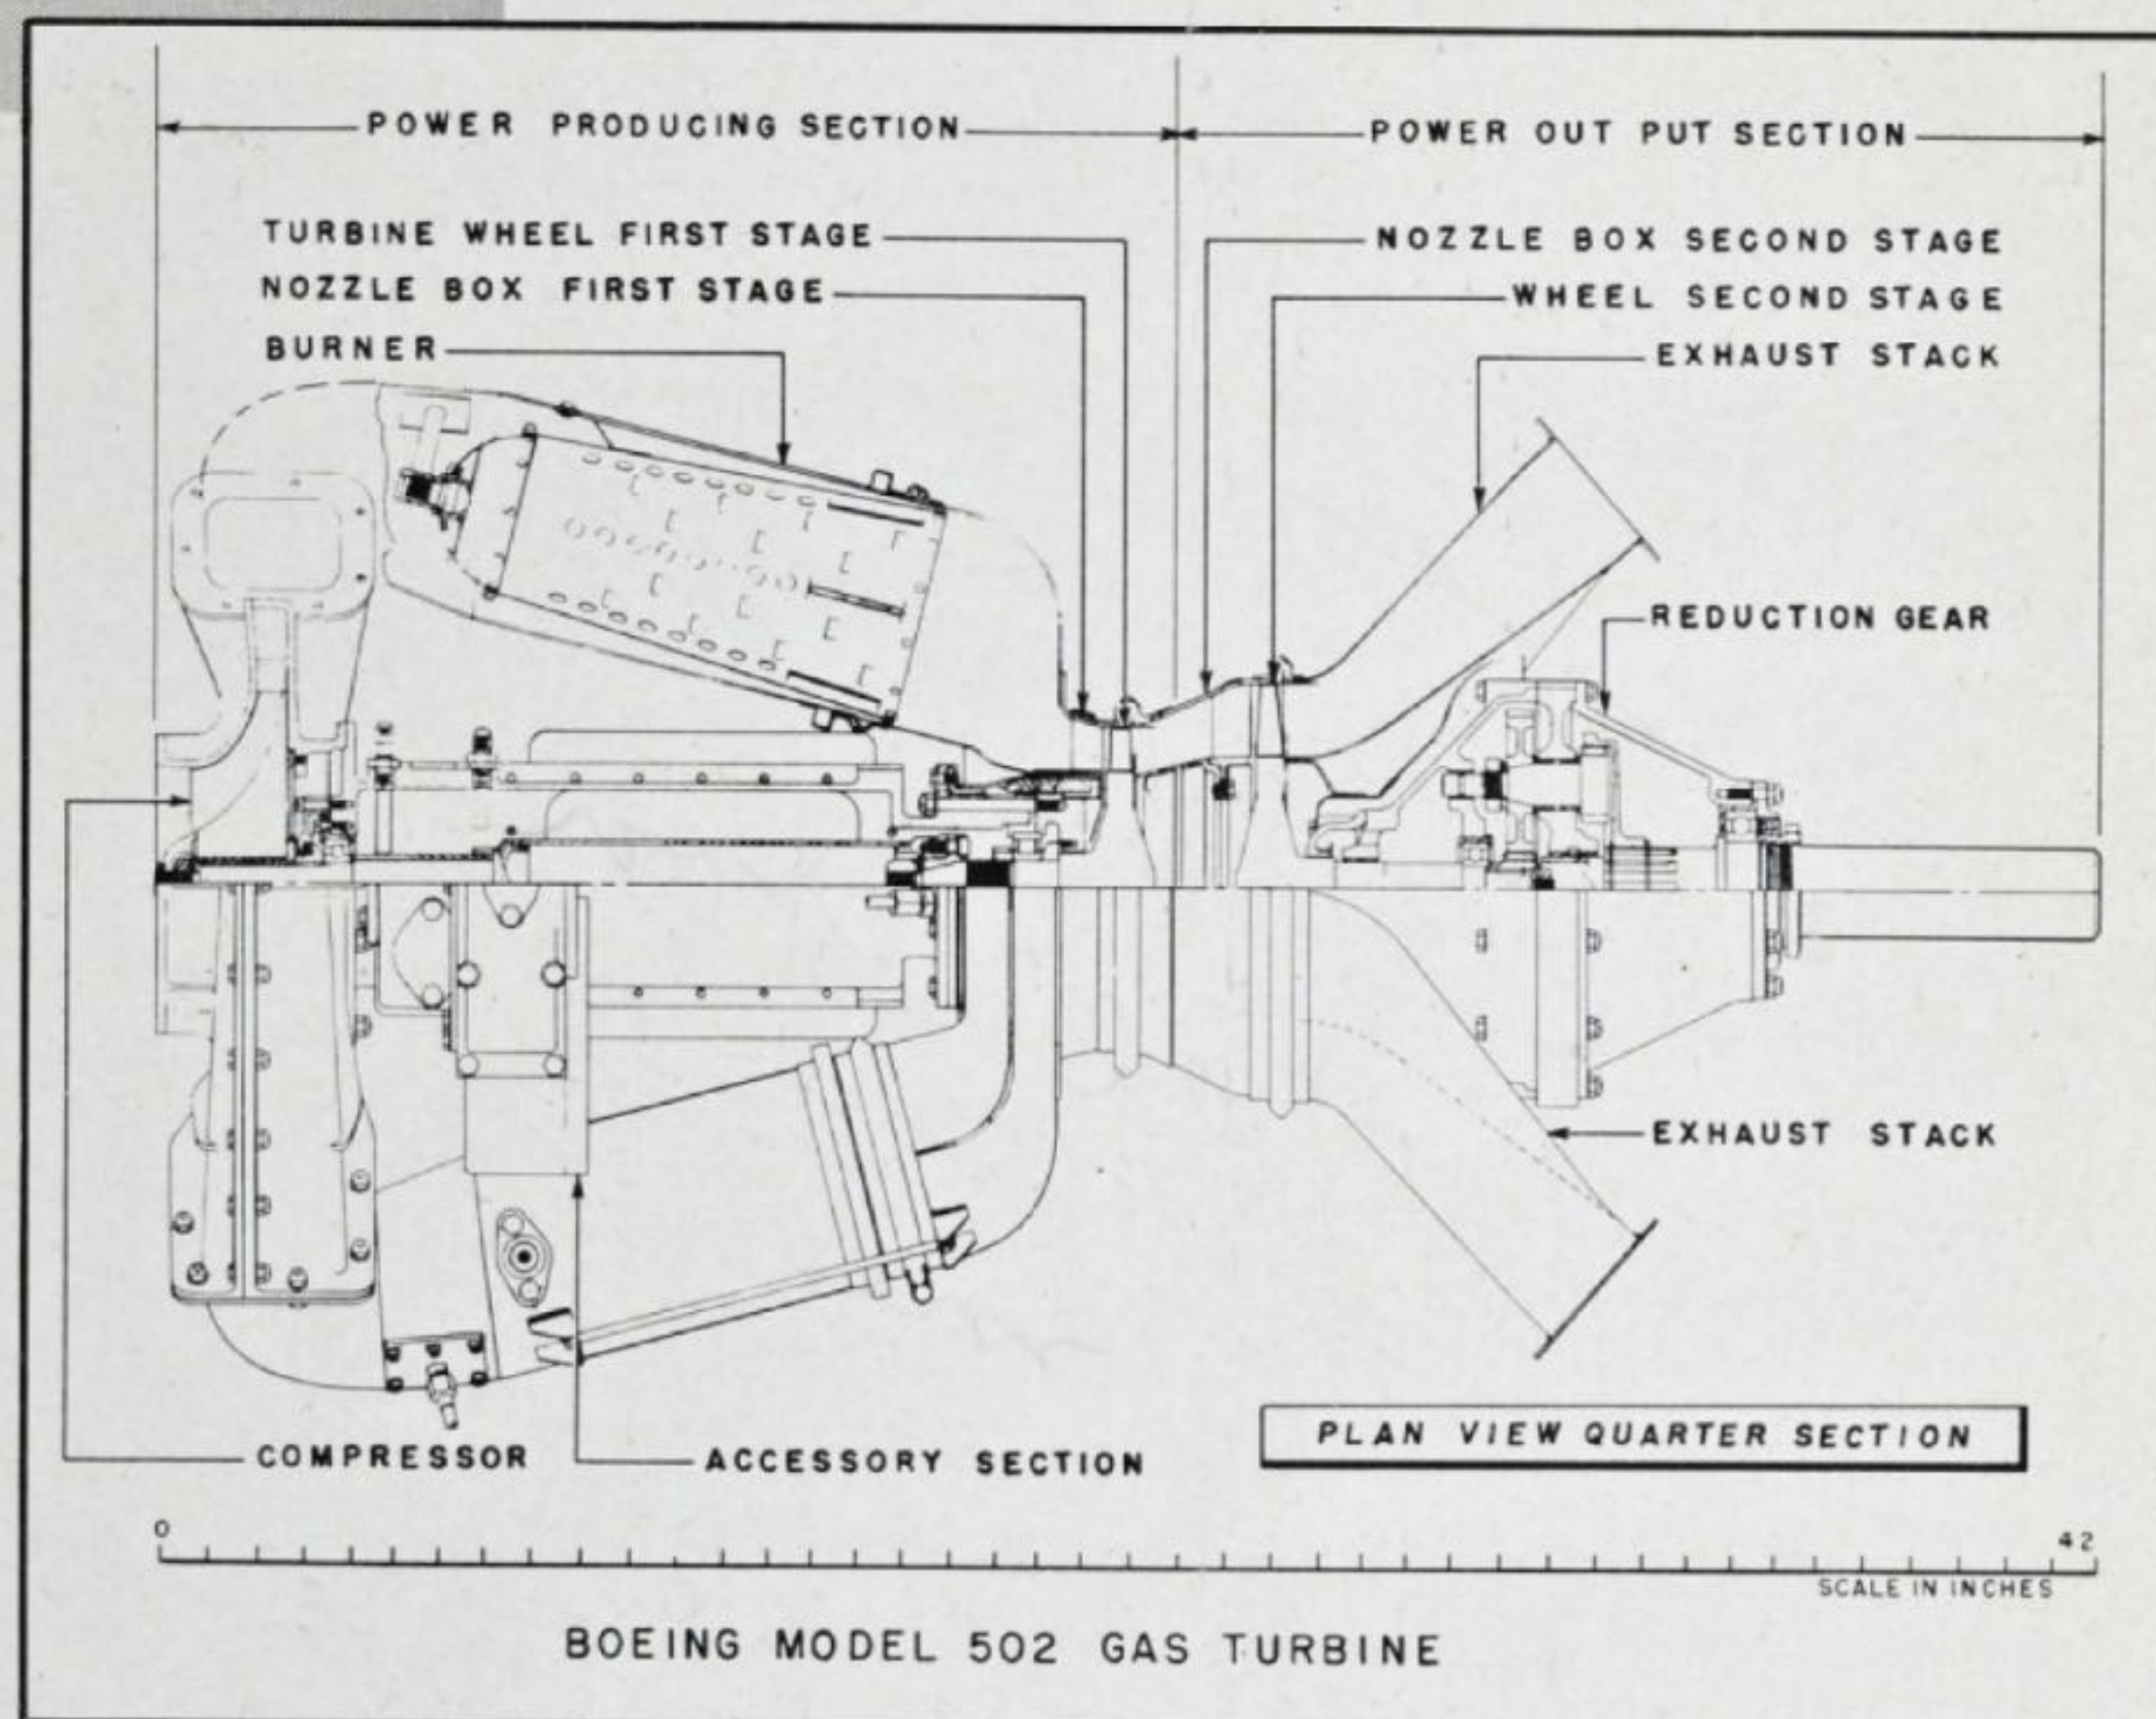 POWER PRODUCING SECTION
POWER OUT PUT SECTION
TURBINE WHEEL FIRST STAGE
NOZZLE BOX SECOND STAGE
NOZZLE BOX FIRST STAGE
WHEEL SECOND STAGE
BURNER
EXHAUST STACK
REDUCTION GEAR
EXHAUST STACK
PLAN VIEW QUARTER SECTION
COMPRESSOR
ACCESSORY SECTION
0
42
SCALE IN INCHES
BOEING MODEL 502 GAS TURBINE